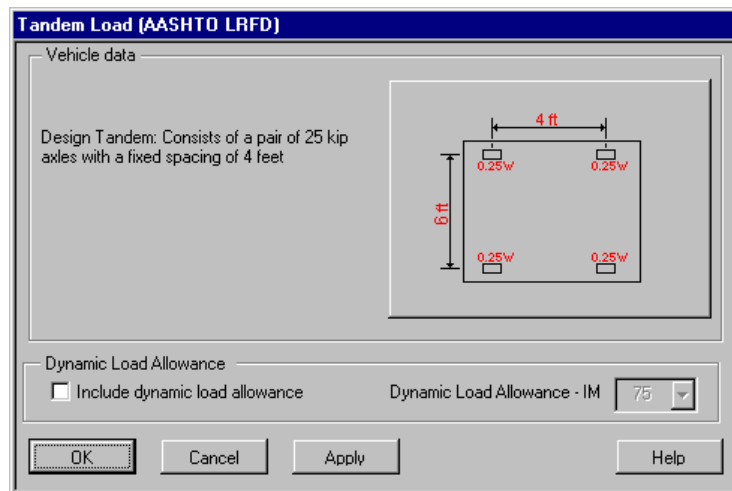 Tandem Load (AASHTO LRFD)
Vehicle data
Design Tandem: Consists of a pair of 25 kip
axles with a fixed spacing of 4 feet
4 ft
0.25W 0.25W
6 ft
0.25W 0.25W
Dynamic Load Allowance
Include dynamic load allowance
Dynamic Load Allowance - IM
75
OK Cancel Apply Help